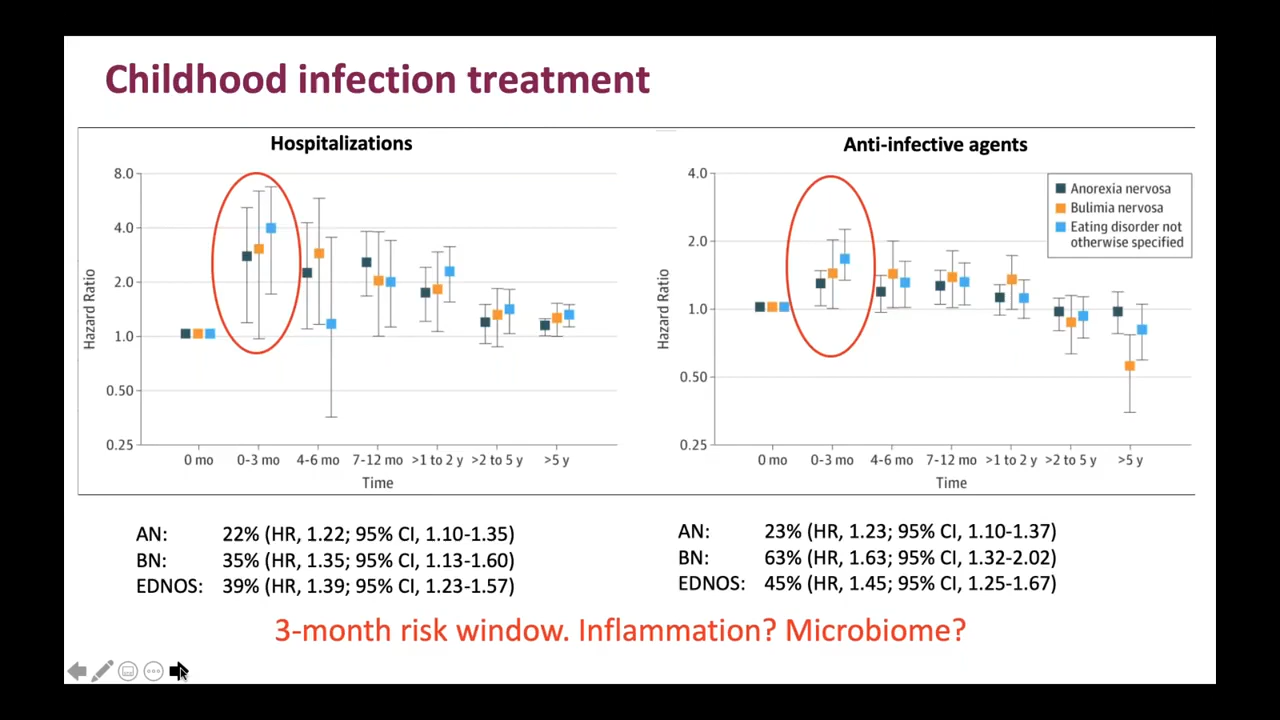 Childhood infection treatment
Hospitalizations
8.0
4.0
2.0
1.0
0.50
0.25
Hazard Ratio
0 mo
0-3 mo
4-6 mo
7-12 mo
>1 to 2 y
>2 to 5 y
>5 y
Time
Anti-infective agents
4.0
2.0
1.0
0.50
0.25
Hazard Ratio
Anorexia nervosa
Bulimia nervosa
Eating disorder not
otherwise specified
0 mo
0-3 mo
4-6 mo
7-12 mo
>1 to 2 y
>2 to 5 y
>5 y
Time
AN: 22% (HR, 1.22; 95% CI, 1.10-1.35)
BN: 35% (HR, 1.35; 95% CI, 1.13-1.60)
EDNOS: 39% (HR, 1.39; 95% CI, 1.23-1.57)
AN: 23% (HR, 1.23; 95% CI, 1.10-1.37)
BN: 63% (HR, 1.63; 95% CI, 1.32-2.02)
EDNOS: 45% (HR, 1.45; 95% CI, 1.25-1.67)
3-month risk window. Inflammation? Microbiome?